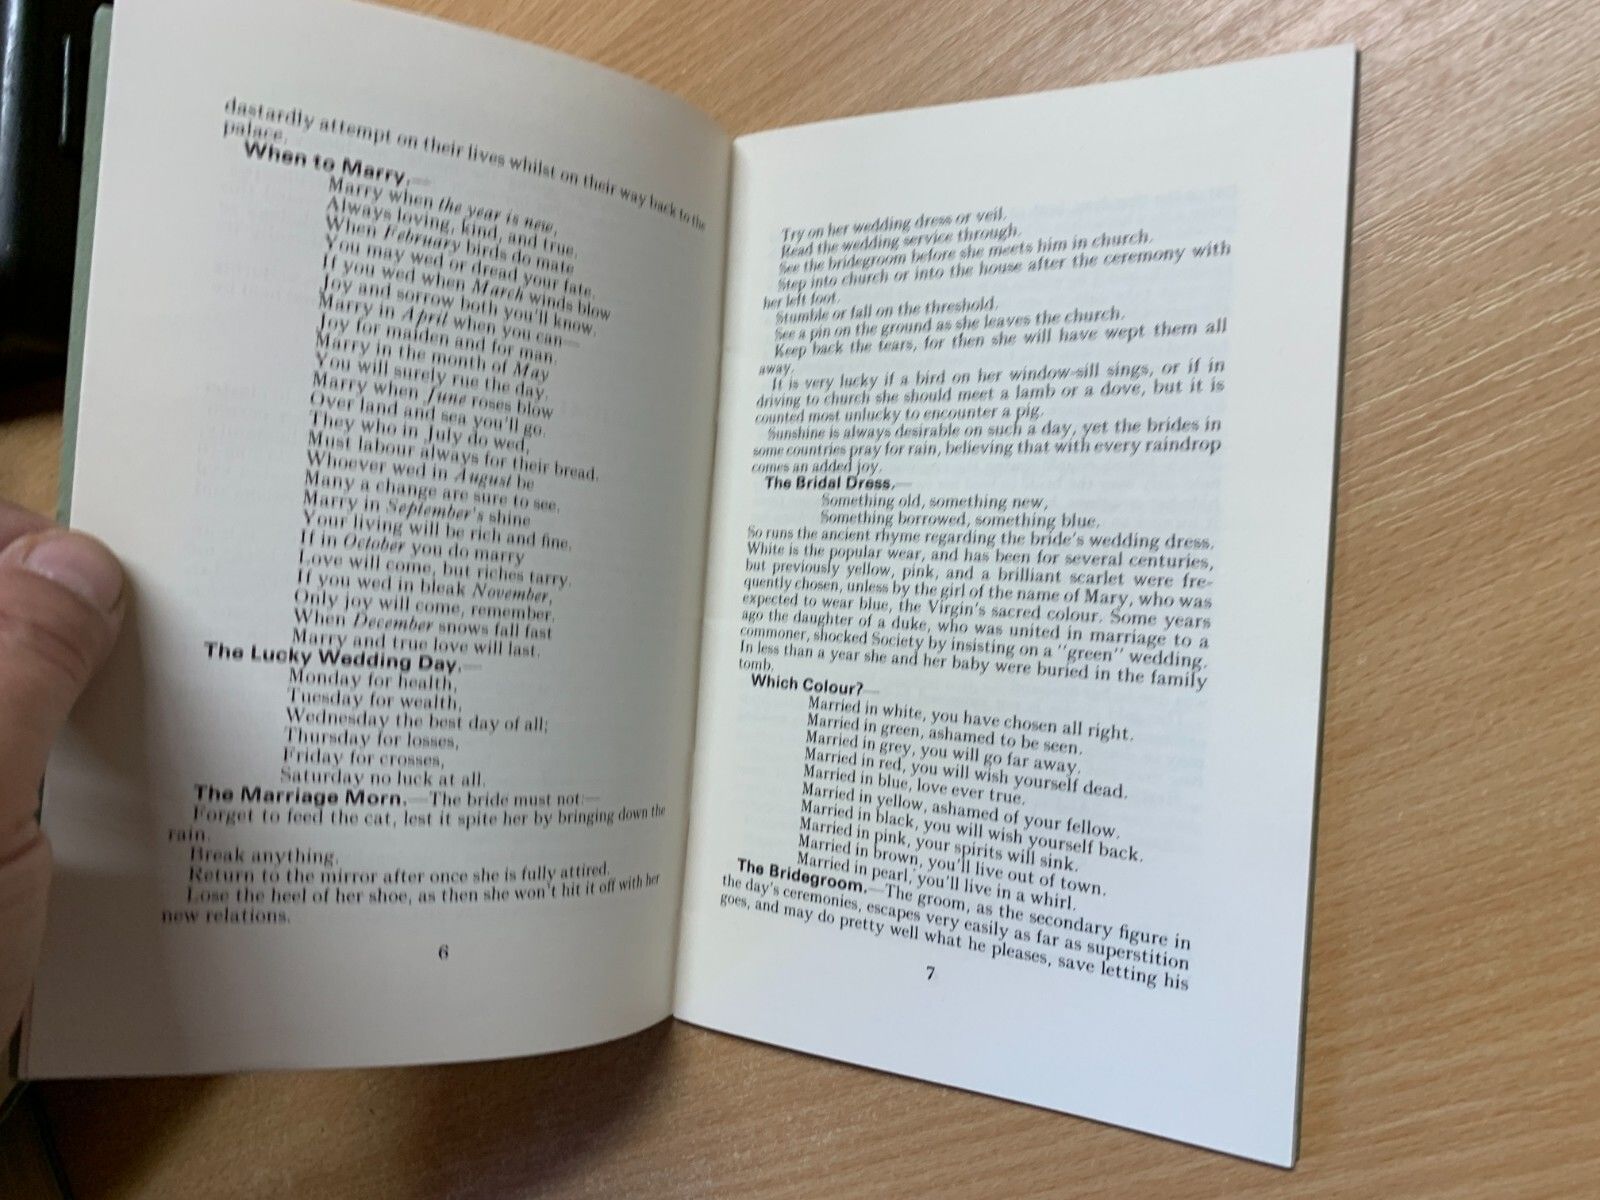 dastardly attempt on their lives whilst on their way back to the
palace.
When to Marry.—
Marry when the year is new,
Always loving, kind, and true.
When February birds do mate
You may wed or dread your fate.
If you wed when March winds blow
Joy and sorrow both you'll know.
Marry in April when you can—
Joy for maiden and for man.
Marry in the month of May
You will surely rue the day.
Marry when June roses blow
Over land and sea you'll go.
They who in July do wed,
Must labour always for their bread.
Whoever wed in August be
Many a change are sure to see.
Marry in September's shine
Your living will be rich and fine.
If in October you do marry
Love will come, but riches tarry.
If you wed in bleak November,
Only joy will come, remember.
When December snows fall fast
Marry and true love will last.
The Lucky Wedding Day.—
Monday for health,
Tuesday for wealth,
Wednesday the best day of all;
Thursday for losses,
Friday for crosses,
Saturday no luck at all.
The Marriage Morn.—The bride must not:—
Forget to feed the cat, lest it spite her by bringing down the
rain.
Break anything.
Return to the mirror after once she is fully attired.
Lose the heel of her shoe, as then she won't hit it off with her
new relations.
6
Try on her wedding dress or veil.
Read the wedding service through.
See the bridegroom before she meets him in church.
Step into church or into the house after the ceremony with
her left foot.
Stumble or fall on the threshold.
See a pin on the ground as she leaves the church.
Keep back the tears, for then she will have wept them all
away.
It is very lucky if a bird on her window-sill sings, or if in
driving to church she should meet a lamb or a dove, but it is
counted most unlucky to encounter a pig.
Sunshine is always desirable on such a day, yet the brides in
some countries pray for rain, believing that with every raindrop
comes an added joy.
The Bridal Dress.—
Something old, something new,
Something borrowed, something blue.
So runs the ancient rhyme regarding the bride's wedding dress.
White is the popular wear, and has been for several centuries,
but previously yellow, pink, and a brilliant scarlet were fre-
quently chosen, unless by the girl of the name of Mary, who was
expected to wear blue, the Virgin's sacred colour. Some years
ago the daughter of a duke, who was united in marriage to a
commoner, shocked Society by insisting on a "green" wedding.
In less than a year she and her baby were buried in the family
tomb.
Which Colour?—
Married in white, you have chosen all right.
Married in green, ashamed to be seen.
Married in grey, you will go far away.
Married in red, you will wish yourself dead.
Married in blue, love ever true.
Married in yellow, ashamed of your fellow.
Married in black, you will wish yourself back.
Married in pink, your spirits will sink.
Married in brown, you'll live out of town.
Married in pearl, you'll live in a whirl.
The Bridegroom.—The groom, as the secondary figure in
the day's ceremonies, escapes very easily as far as superstition
goes, and may do pretty well what he pleases, save letting his
7